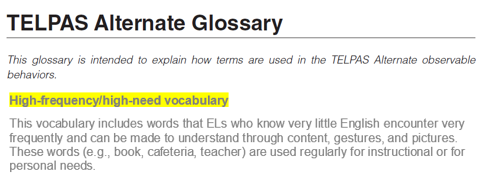 TELPAS Alternate Glossary
This glossary is intended to explain how terms are used in the TELPAS Alternate observable
behaviors.
High-frequency/high-need vocabulary
This vocabulary includes words that ELs who know very little English encounter very
frequently and can be made to understand through content, gestures, and pictures.
These words (e.g., book, cafeteria, teacher) are used regularly for instructional or for
personal needs.